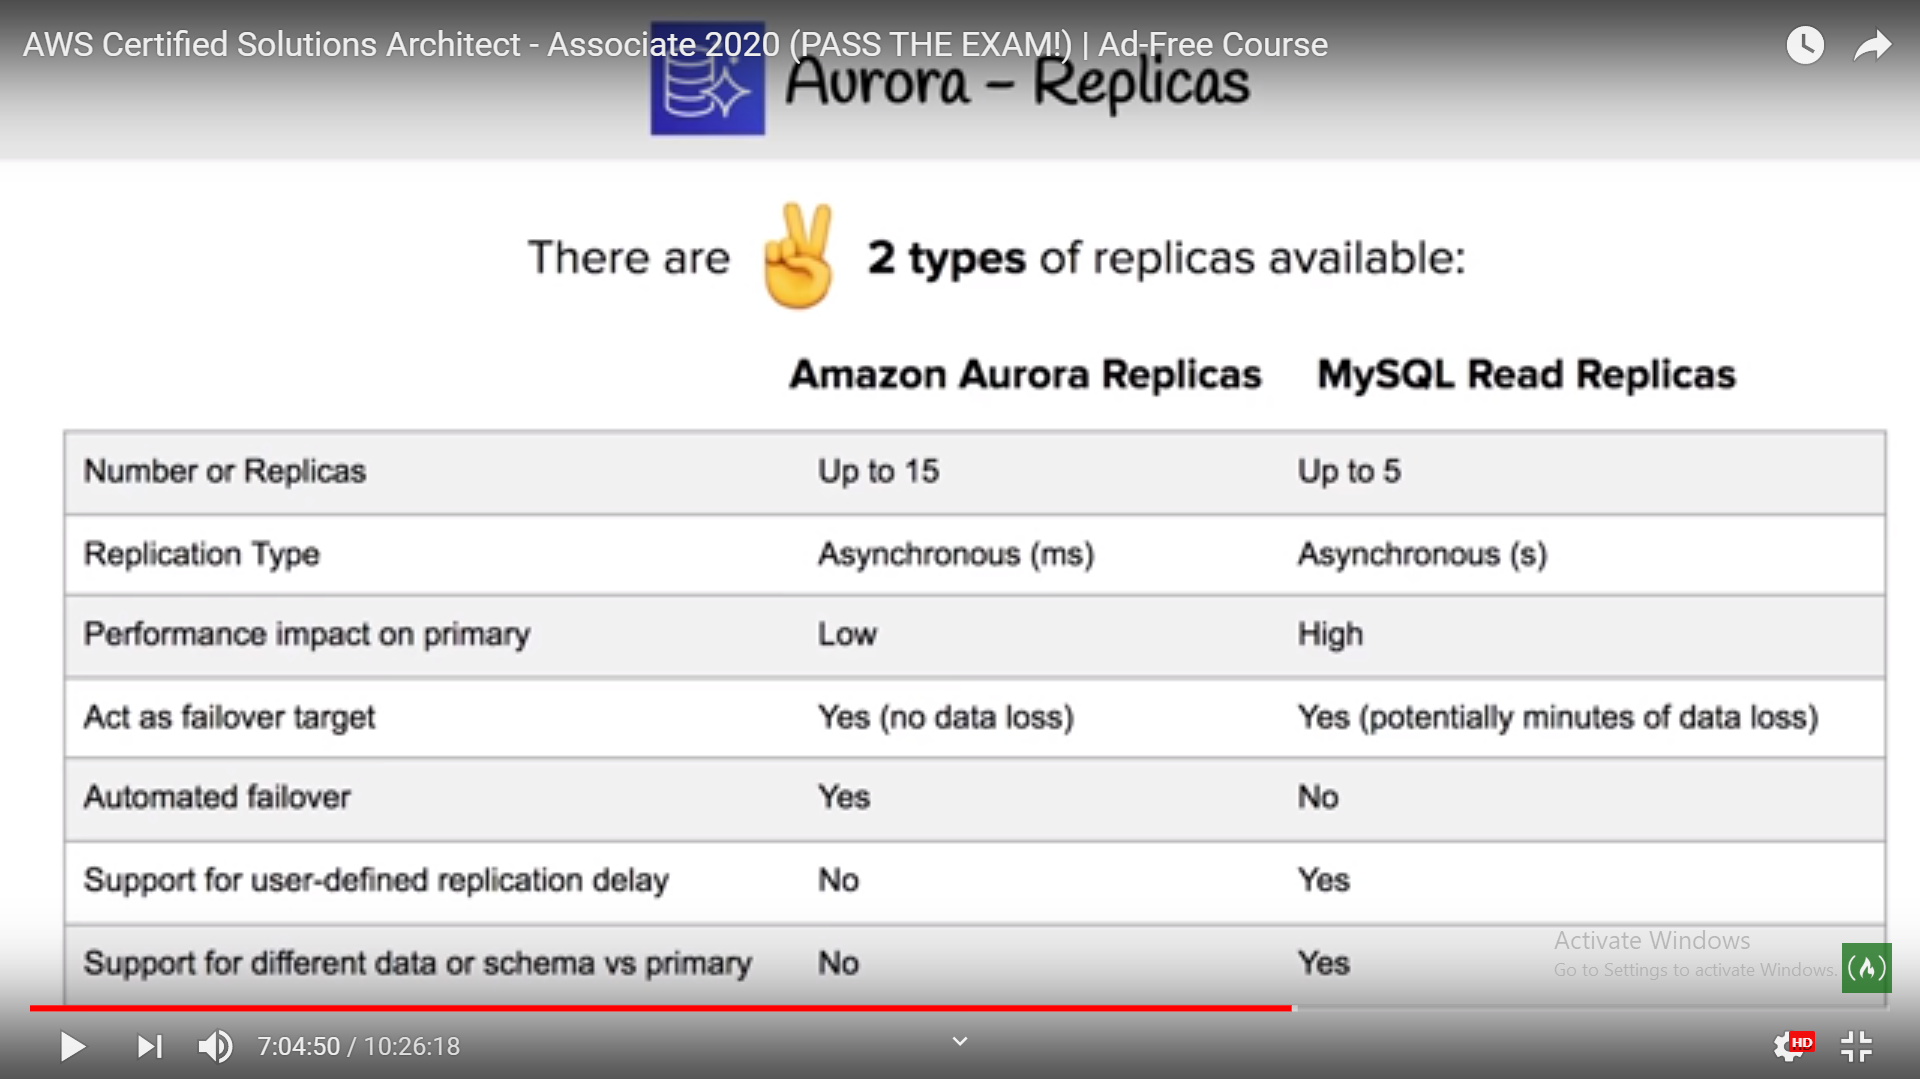 AWS Certified Solutions Architect - Associate 2020 (PASS THE EXAM!) | Ad-Free Course
Aurora – Replicas
There are 2 types of replicas available:
Amazon Aurora Replicas MySQL Read Replicas
Number or Replicas Up to 15 Up to 5
Replication Type Asynchronous (ms) Asynchronous (s)
Performance impact on primary Low High
Act as failover target Yes (no data loss) Yes (potentially minutes of data loss)
Automated failover Yes No
Support for user-defined replication delay No Yes
Support for different data or schema vs primary No Yes
Activate Windows
Go to Settings to activate Windows.
7:04:50 / 10:26:18
HD